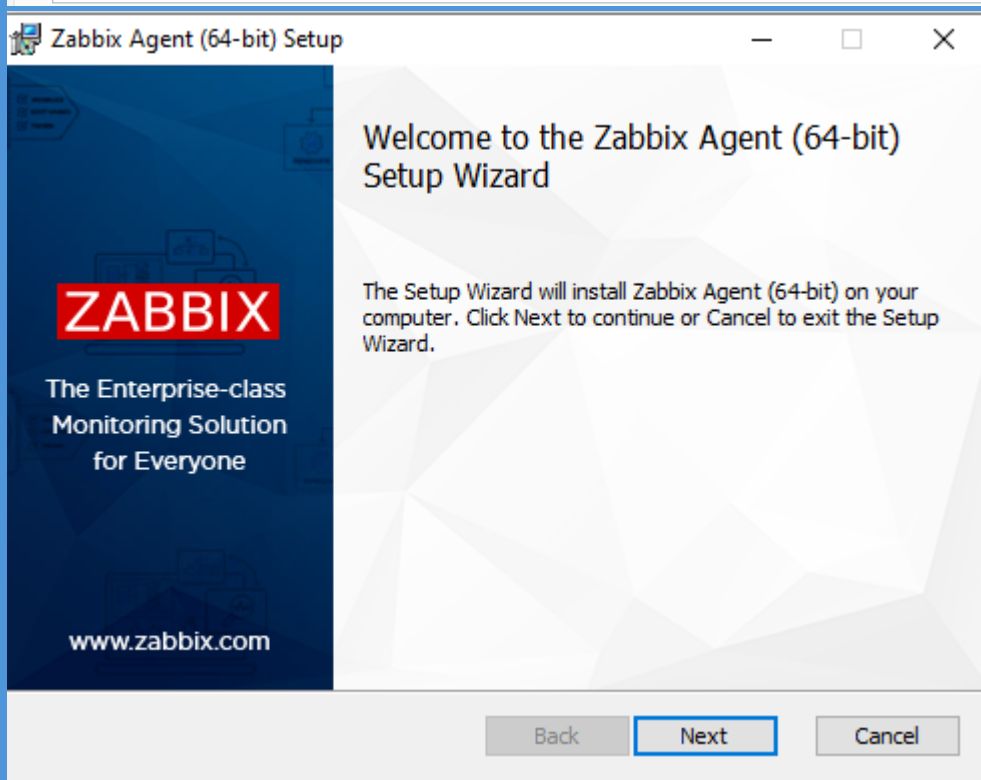 Zabbix Agent (64-bit) Setup
Welcome to the Zabbix Agent (64-bit)
Setup Wizard
The Setup Wizard will install Zabbix Agent (64-bit) on your
computer. Click Next to continue or Cancel to exit the Setup
Wizard.
ZABBIX
The Enterprise-class
Monitoring Solution
for Everyone
www.zabbix.com
Back
Next
Cancel